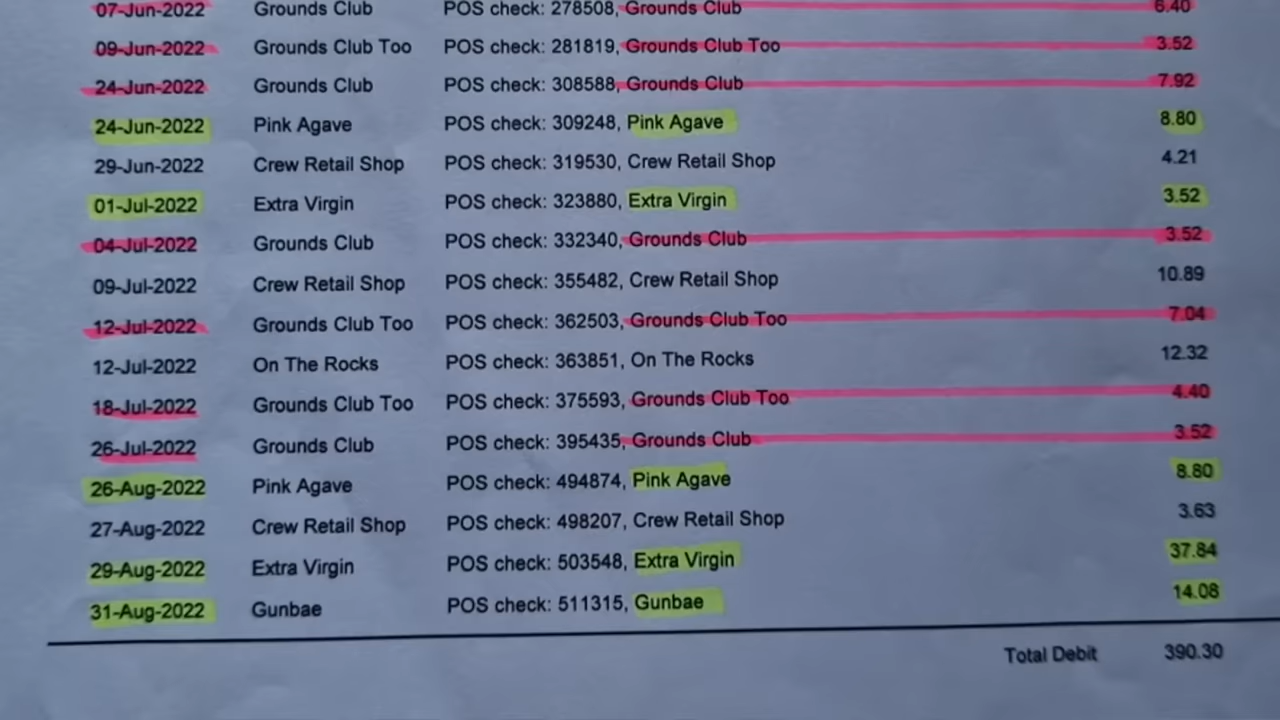 07-Jun-2022 Grounds Club POS check: 278508, Grounds Club 6.40
09-Jun-2022 Grounds Club Too POS check: 281819, Grounds Club Too 3.52
24-Jun-2022 Grounds Club POS check: 308588, Grounds Club 7.92
24-Jun-2022 Pink Agave POS check: 309248, Pink Agave 8.80
29-Jun-2022 Crew Retail Shop POS check: 319530, Crew Retail Shop 4.21
01-Jul-2022 Extra Virgin POS check: 323880, Extra Virgin 3.52
04-Jul-2022 Grounds Club POS check: 332340, Grounds Club 3.52
09-Jul-2022 Crew Retail Shop POS check: 355482, Crew Retail Shop 10.89
12-Jul-2022 Grounds Club Too POS check: 362503, Grounds Club Too 7.04
12-Jul-2022 On The Rocks POS check: 363851, On The Rocks 12.32
18-Jul-2022 Grounds Club Too POS check: 375593, Grounds Club Too 4.40
26-Jul-2022 Grounds Club POS check: 395435, Grounds Club 3.52
26-Aug-2022 Pink Agave POS check: 494874, Pink Agave 8.80
27-Aug-2022 Crew Retail Shop POS check: 498207, Crew Retail Shop 3.63
29-Aug-2022 Extra Virgin POS check: 503548, Extra Virgin 37.84
31-Aug-2022 Gunbae POS check: 511315, Gunbae 14.08
Total Debit 390.30